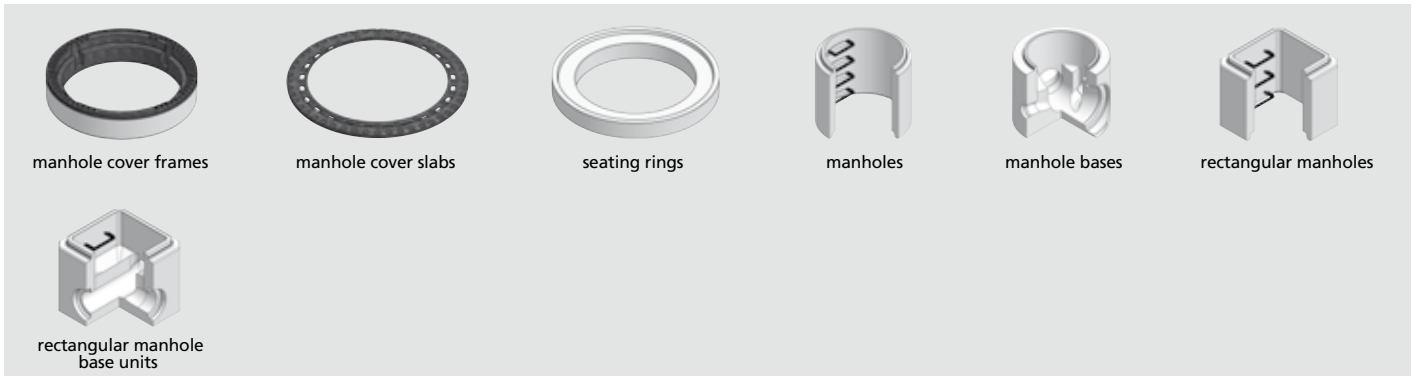 manhole cover frames
manhole cover slabs
seating rings
manholes
manhole bases
rectangular manholes
rectangular manhole
base units